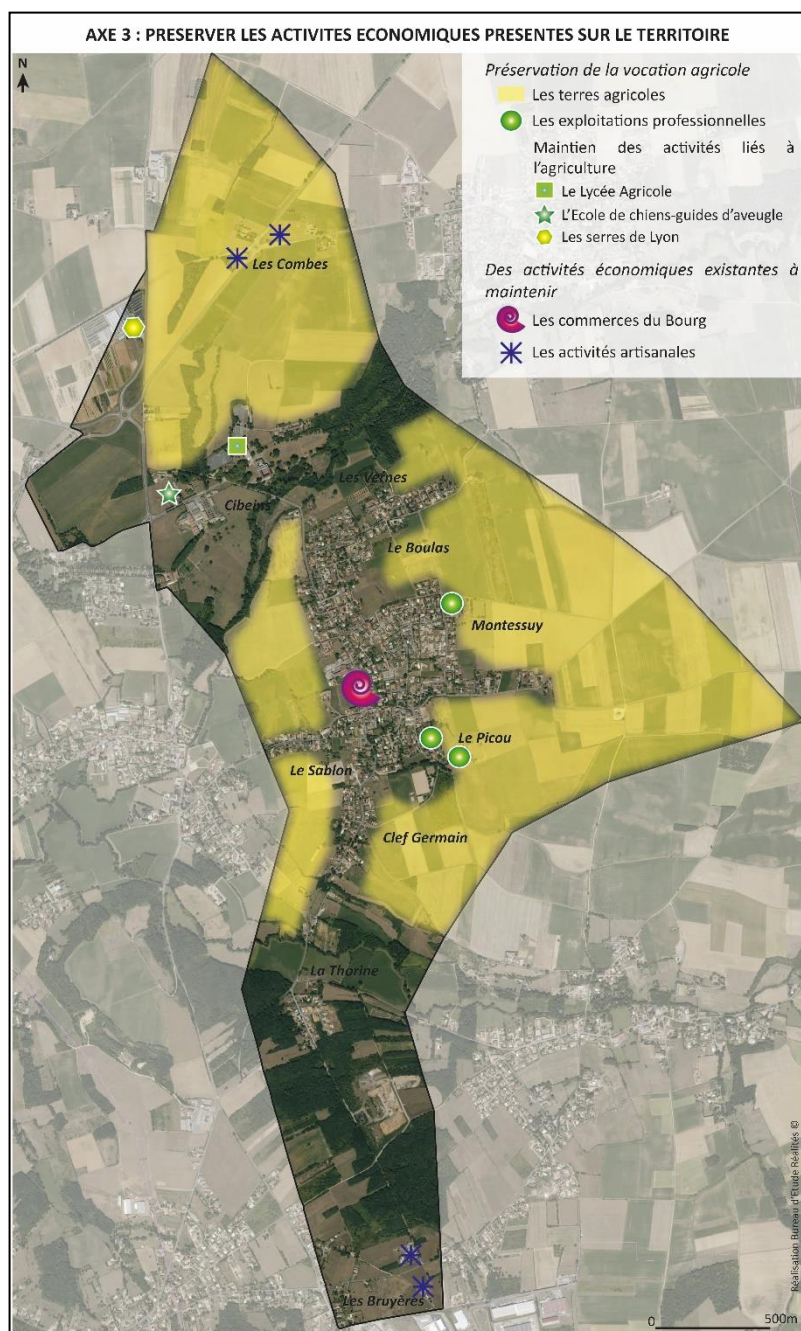 AXE 3 : PRESERVER LES ACTIVITES ECONOMIQUES PRESENTES SUR LE TERRITOIRE
N
Préservation de la vocation agricole
Les terres agricoles
Les exploitations professionnelles
Maintien des activités liés à
l'agriculture
Le Lycée Agricole
L'Ecole de chiens-guides d'aveugle
Les serres de Lyon
Des activités économiques existantes à
maintenir
Les commerces du Bourg
Les activités artisanales
Les Combes
Les Vernes
Cibeins
Le Boulas
Montessuy
Le Picou
Le Sablon
Clef Germain
La Thorine
Les Bruyères
0 500m
Réalisation Bureau d'Etude Réalités ©